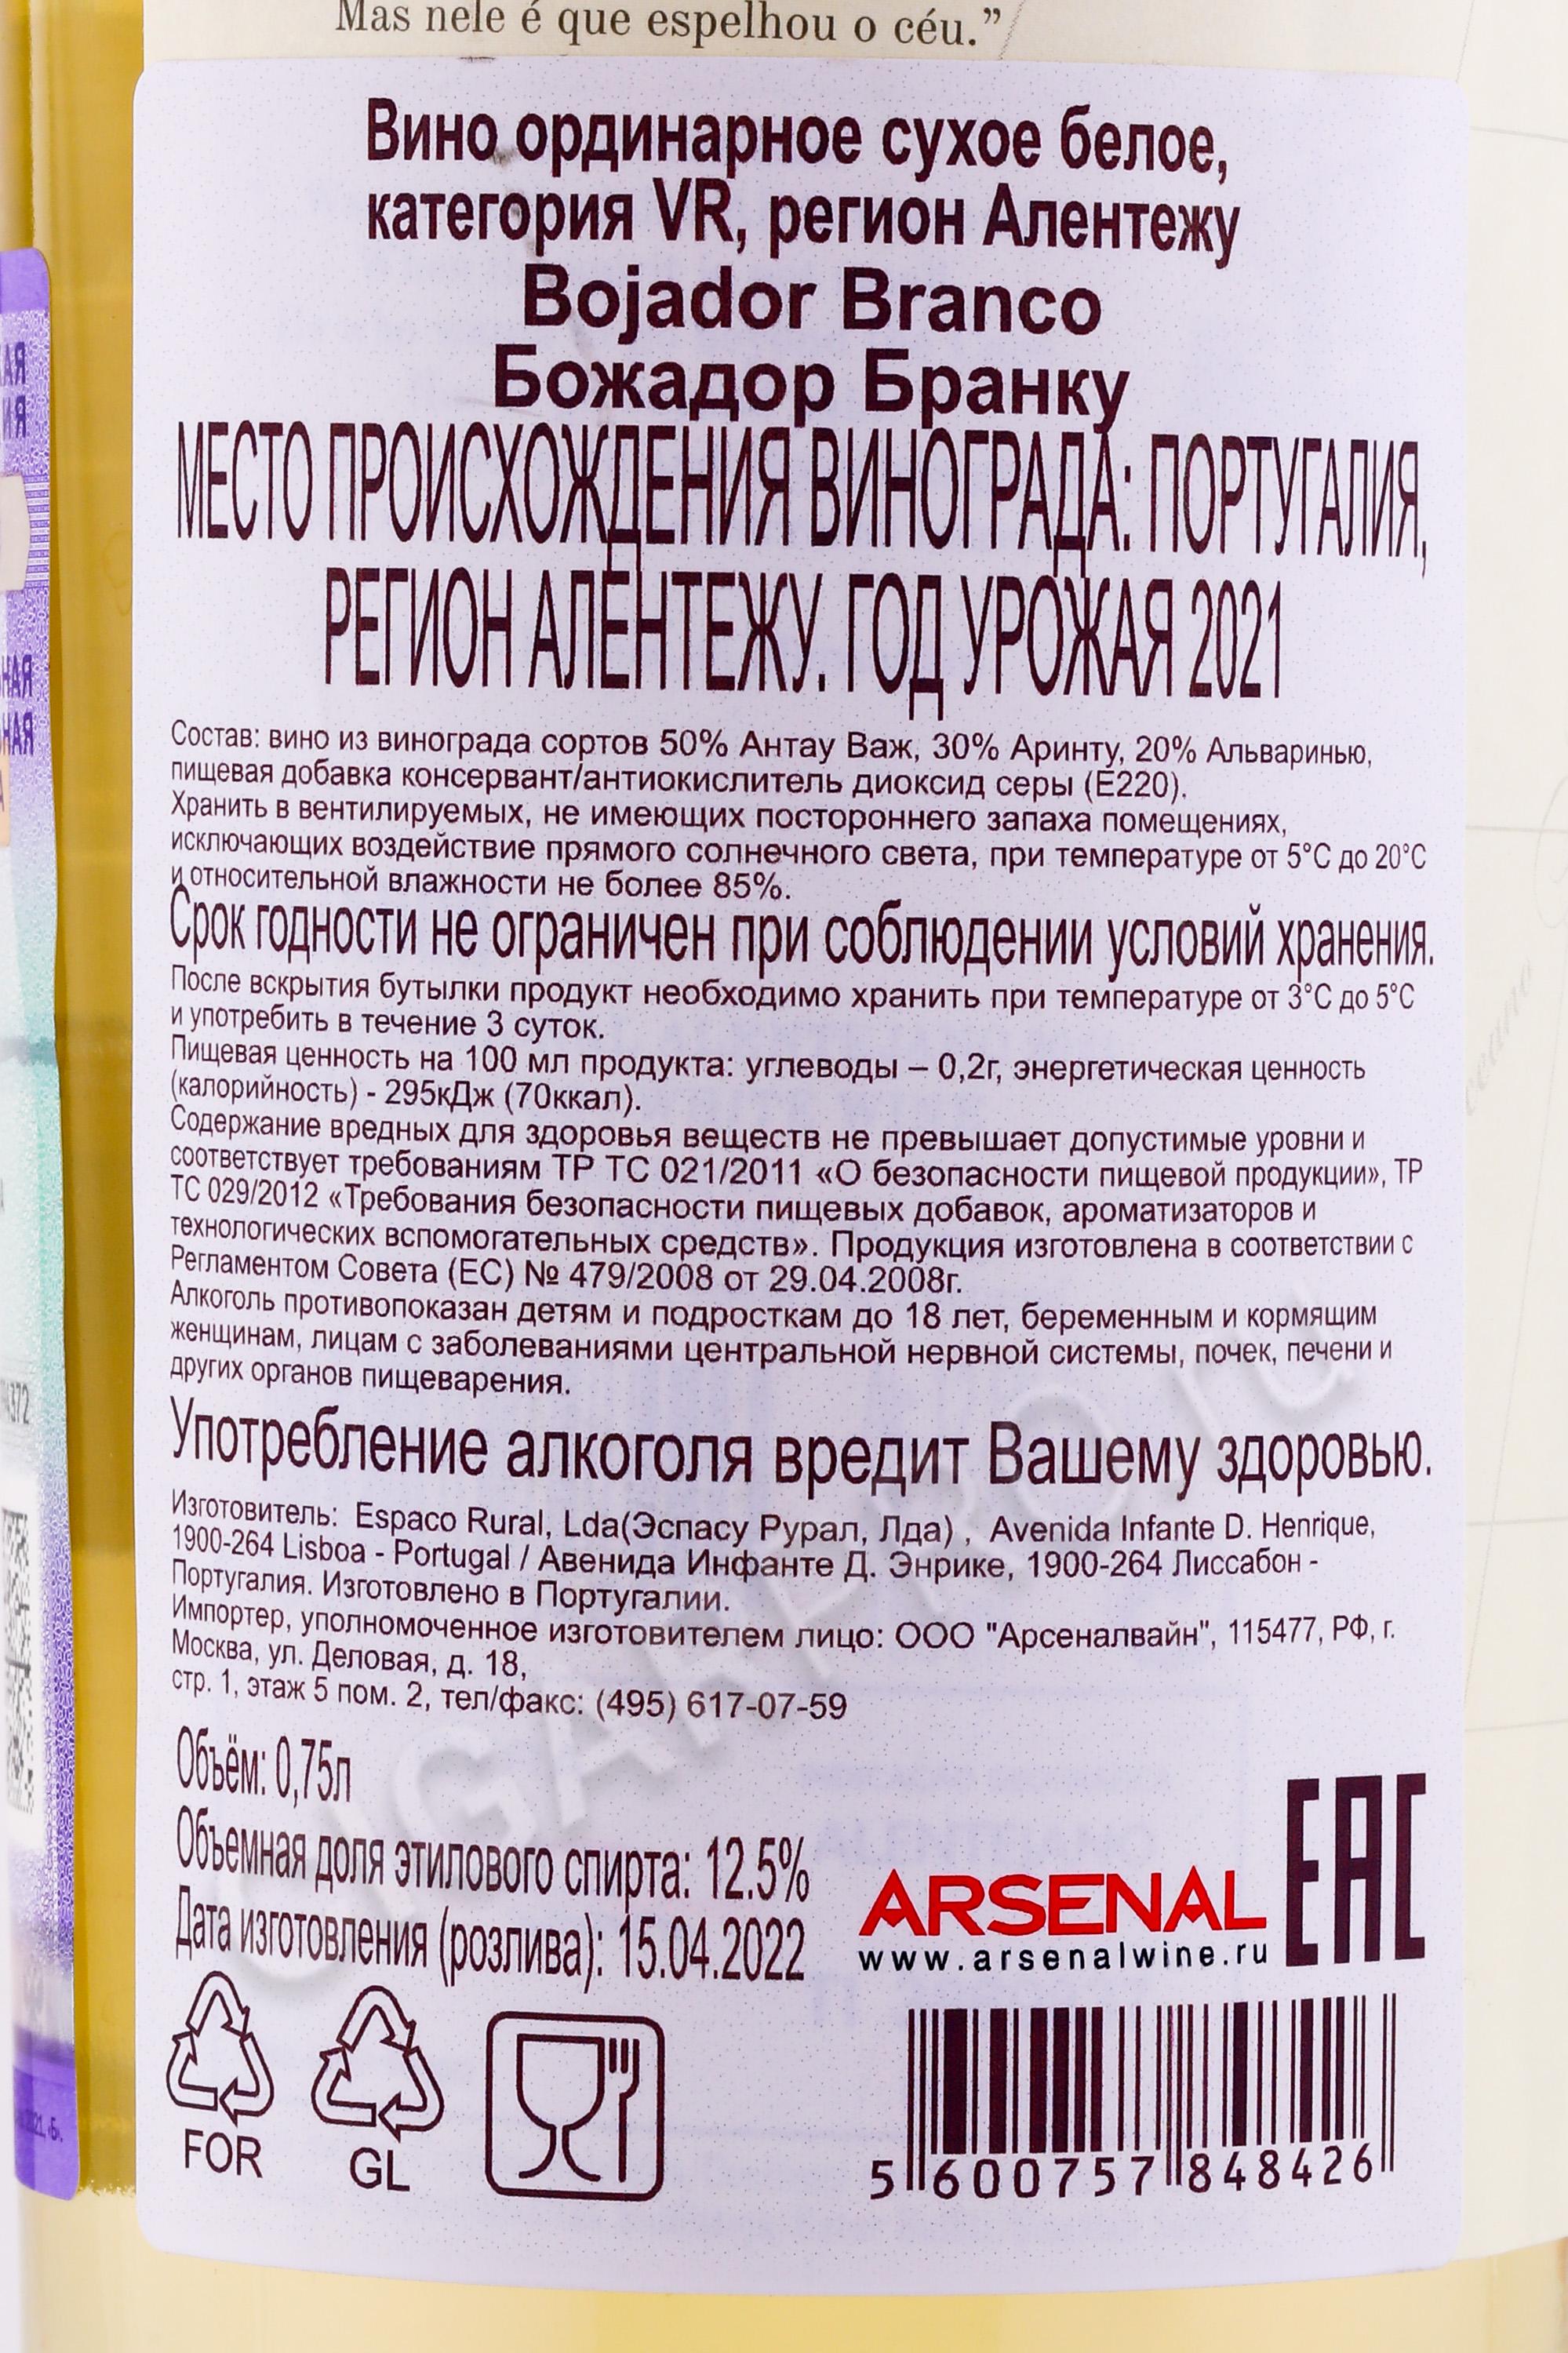 Mas nele é que espelhou o céu.”
Вино ординарное сухое белое,
категория VR, регион Алентежу
Bojador Branco
Божадор Бранку
МЕСТО ПРОИСХОЖДЕНИЯ ВИНОГРАДА: ПОРТУГАЛИЯ,
РЕГИОН АЛЕНТЕЖУ. ГОД УРОЖАЯ 2021
Состав: вино из винограда сортов 50% Антау Важ, 30% Аринту, 20% Альваринью,
пищевая добавка консервант/антиокислитель диоксид серы (Е220).
Хранить в вентилируемых, не имеющих постороннего запаха помещениях,
исключающих воздействие прямого солнечного света, при температуре от 5°С до 20°С
и относительной влажности не более 85%.
Срок годности не ограничен при соблюдении условий хранения.
После вскрытия бутылки продукт необходимо хранить при температуре от 3°С до 5°С
и употребить в течение 3 суток.
Пищевая ценность на 100 мл продукта: углеводы – 0,2г, энергетическая ценность
(калорийность) - 295кДж (70ккал).
Содержание вредных для здоровья веществ не превышает допустимые уровни и
соответствует требованиям ТР ТС 021/2011 «О безопасности пищевой продукции», ТР
ТС 029/2012 «Требования безопасности пищевых добавок, ароматизаторов и
технологических вспомогательных средств». Продукция изготовлена в соответствии с
Регламентом Совета (ЕС) № 479/2008 от 29.04.2008г.
Алкоголь противопоказан детям и подросткам до 18 лет, беременным и кормящим
женщинам, лицам с заболеваниями центральной нервной системы, почек, печени и
других органов пищеварения.
Употребление алкоголя вредит Вашему здоровью.
Изготовитель: Espaco Rural, Lda(Эспасу Рурал, Лда) , Avenida Infante D. Henrique,
1900-264 Lisboa - Portugal / Авенида Инфанте Д. Энрике, 1900-264 Лиссабон -
Португалия. Изготовлено в Португалии.
Импортер, уполномоченное изготовителем лицо: ООО "Арсеналвайн", 115477, РФ, г.
Москва, ул. Деловая, д. 18,
стр. 1, этаж 5 пом. 2, тел/факс: (495) 617-07-59
Объём: 0,75л
Объемная доля этилового спирта: 12.5%
Дата изготовления (розлива): 15.04.2022
ARSENAL
www.arsenalwine.ru
EAC
FOR
GL
5 600757 848426